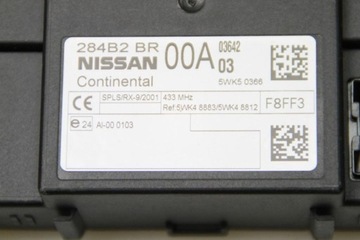 284B2 BR 00A 03642
NISSAN 03
Continental 5WK5 0366
CE SPLS/RX-9/2001 433 MHz F8FF3
Ref.5WK4 8883/5WK4 8812
e 24 AI-00 0103